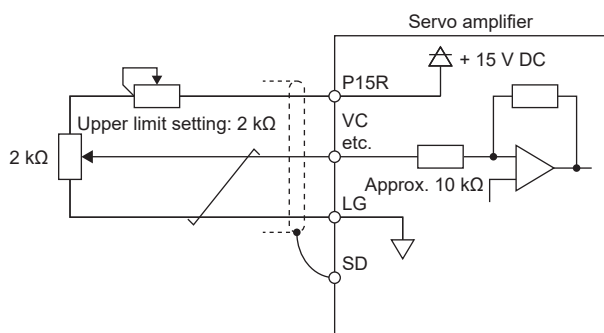 Servo amplifier
P15R
+ 15 V DC
Upper limit setting: 2 kΩ
VC
etc.
2 kΩ
Approx. 10 kΩ
LG
SD